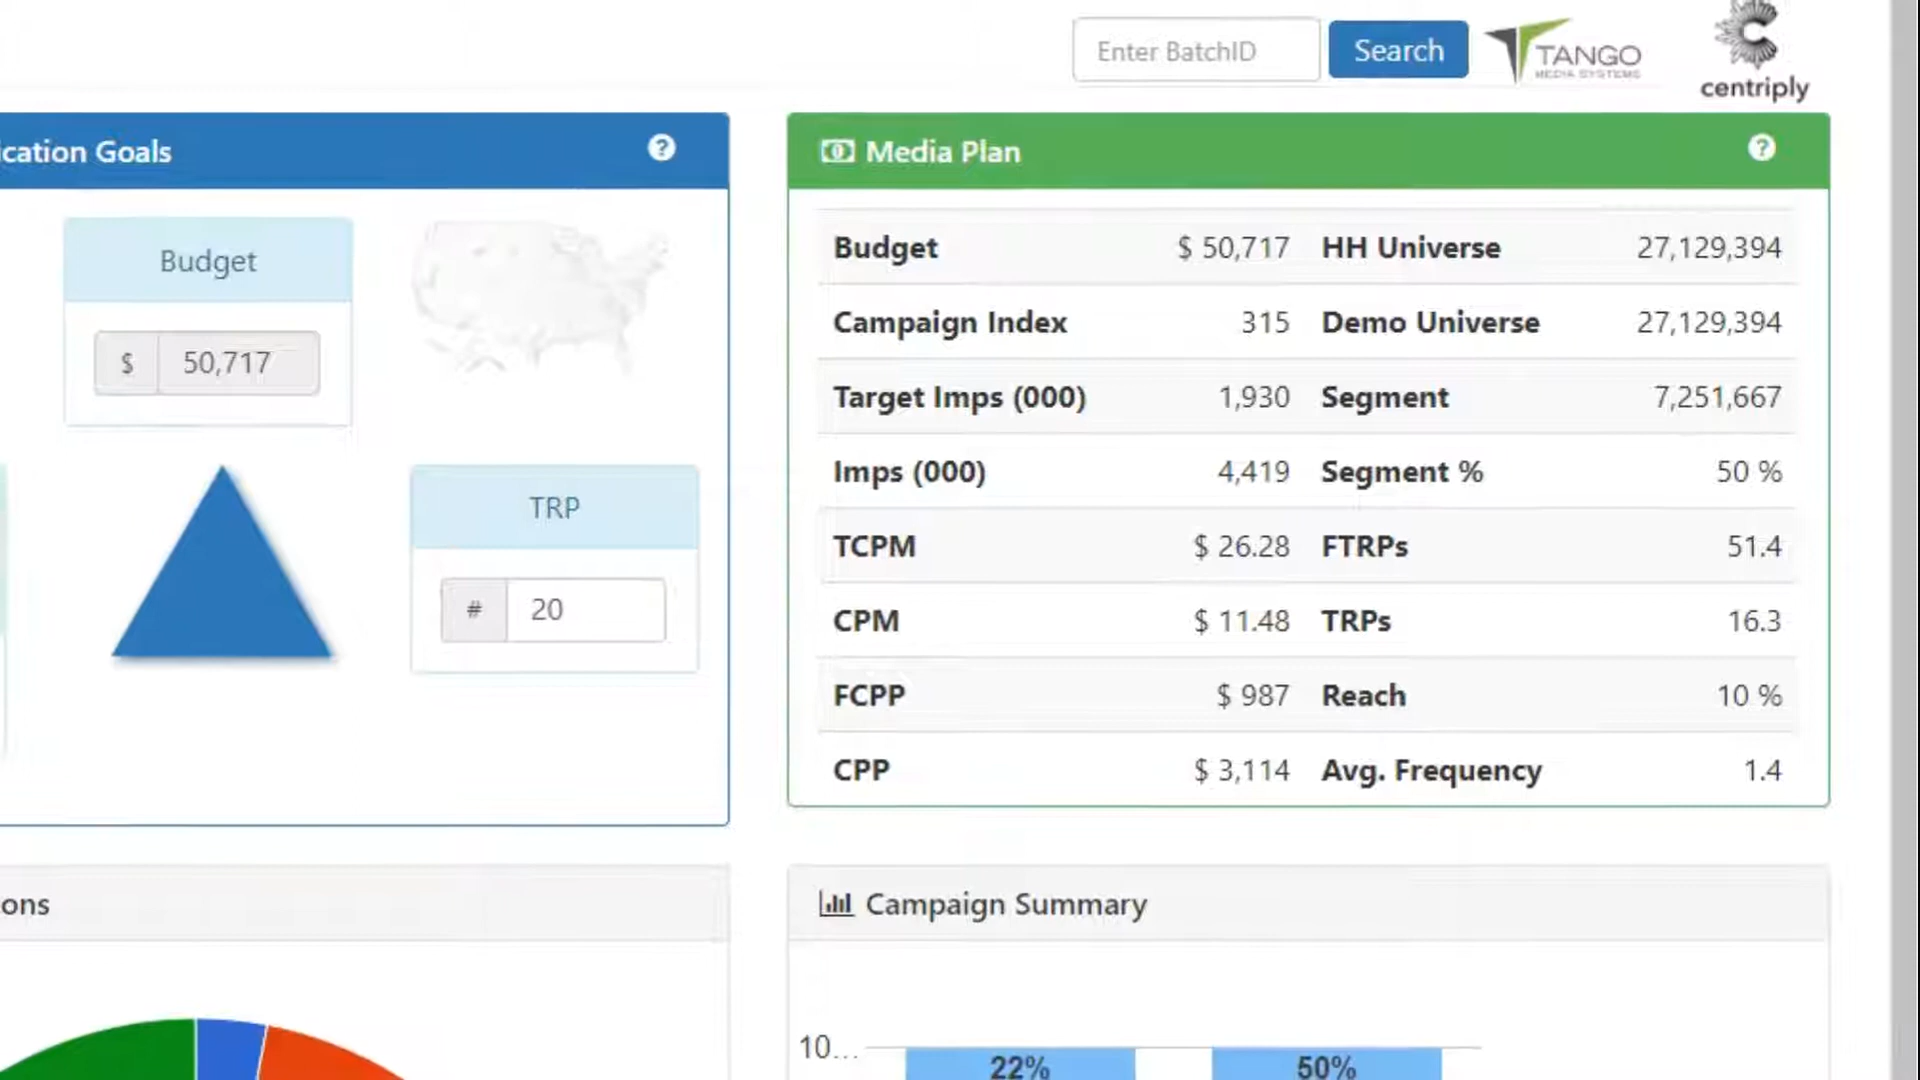 Enter BatchID
Search
TANGO
MEDIA SYSTEMS
centriply
ication Goals
Budget
$ 50,717
TRP
# 20
Media Plan
Budget $ 50,717 HH Universe 27,129,394
Campaign Index 315 Demo Universe 27,129,394
Target Imps (000) 1,930 Segment 7,251,667
Imps (000) 4,419 Segment % 50 %
TCPM $ 26.28 FTRPs 51.4
CPM $ 11.48 TRPs 16.3
FCPP $ 987 Reach 10 %
CPP $ 3,114 Avg. Frequency 1.4
ons
Campaign Summary
10...
22%
50%